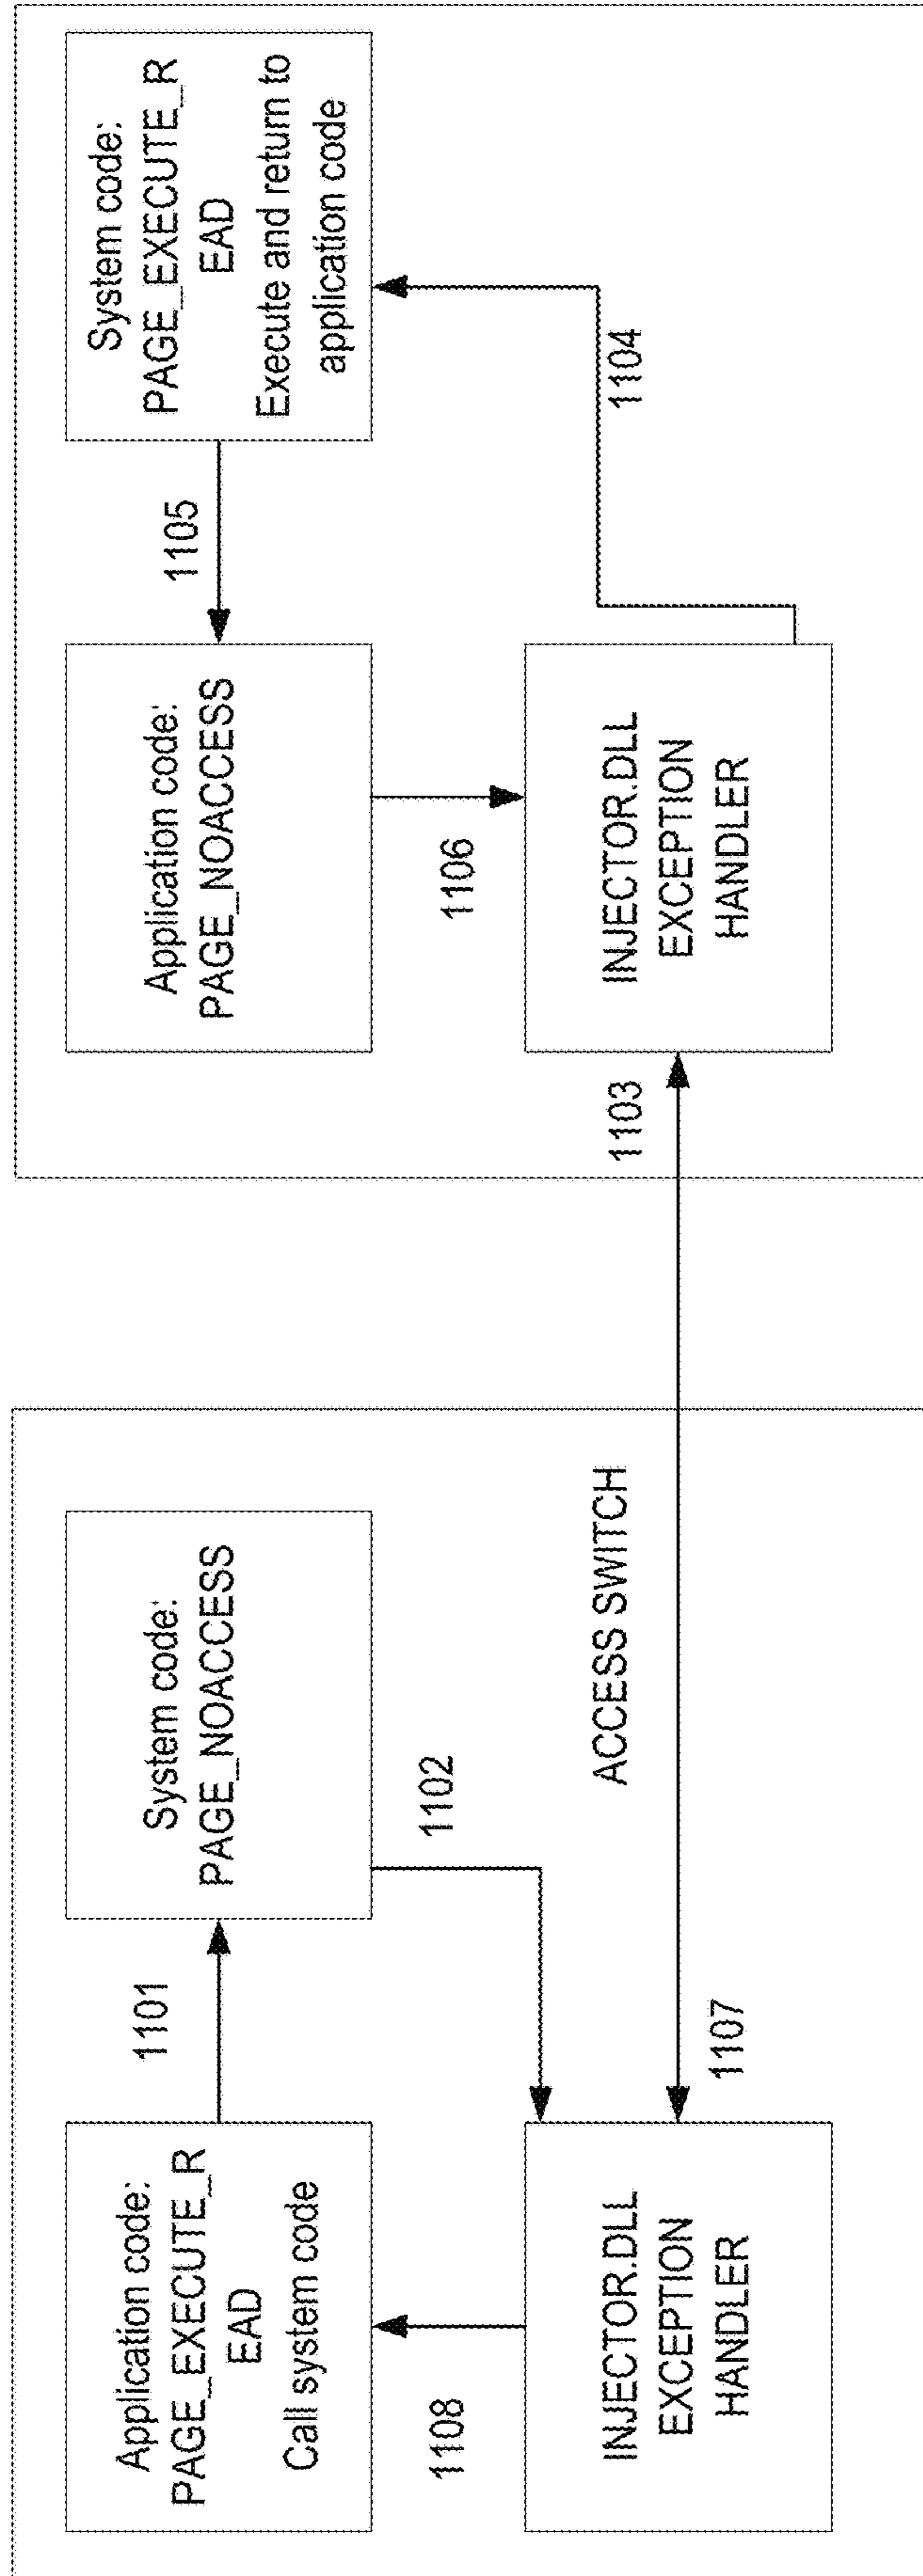 Application code:
PAGE_EXECUTE_R
EAD
Call system code
1101
System code:
PAGE_NOACCESS
1108
1102
INJECTOR.DLL
EXCEPTION
HANDLER
ACCESS SWITCH
1107
Application code:
PAGE_NOACCESS
1105
System code:
PAGE_EXECUTE_R
EAD
Execute and return to
application code
1106
1103
INJECTOR.DLL
EXCEPTION
HANDLER
1104